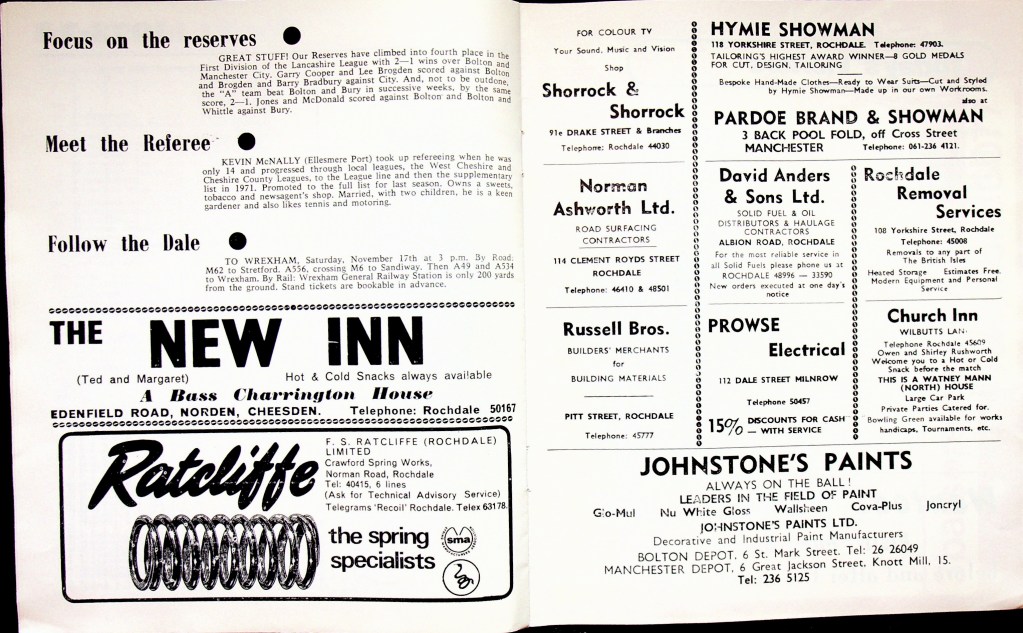 Focus on the reserves
GREAT STUFF! Our Reserves have climbed into fourth place in the
First Division of the Lancashire League with 2—1 wins over Bolton and
Manchester City. Garry Cooper and Lee Brogden scored against Bolton
and Brogden and Barry Bradbury against City. And, not to be outdone,
the "A" team beat Bolton and Bury in successive weeks, by the same
score, 2—1. Jones and McDonald scored against Bolton and Bolton and
Whittle against Bury.
Meet the Referee
KEVIN McNALLY (Ellesmere Port) took up refereeing when he was
only 14 and progressed through local leagues, the West Cheshire and
Cheshire County Leagues, to the League line and then the supplementary
list in 1971. Promoted to the full list for last season. Owns a sweets,
tobacco and newsagent's shop. Married, with two children, he is a keen
gardener and also likes tennis and motoring.
Follow the Dale
TO WREXHAM, Saturday, November 17th at 3 p.m. By Road:
M62 to Stretford. A556, crossing M6 to Sandiway. Then A49 and A534
to Wrexham. By Rail: Wrexham General Railway Station is only 200 yards
from the ground. Stand tickets are bookable in advance.
THE NEW INN
(Ted and Margaret) Hot & Cold Snacks always available
A Bass Charrington House
EDENFIELD ROAD, NORDEN, CHEESDEN. Telephone: Rochdale 50167
Ratcliffe
F. S. RATCLIFFE (ROCHDALE)
LIMITED
Crawford Spring Works,
Norman Road, Rochdale
Tel: 40415, 6 lines
(Ask for Technical Advisory Service)
Telegrams 'Recoil' Rochdale. Telex 63178.
the spring
specialists
sma
FOR COLOUR TV
Your Sound, Music and Vision
Shop
Shorrock &
Shorrock
91e DRAKE STREET & Branches
Telephone: Rochdale 44030
Norman
Ashworth Ltd.
ROAD SURFACING
CONTRACTORS
114 CLEMENT ROYDS STREET
ROCHDALE
Telephone: 46410 & 48501
Russell Bros.
BUILDERS' MERCHANTS
for
BUILDING MATERIALS
PITT STREET, ROCHDALE
Telephone: 45777
HYMIE SHOWMAN
118 YORKSHIRE STREET, ROCHDALE. Telephone: 47903.
TAILORING'S HIGHEST AWARD WINNER—8 GOLD MEDALS
FOR CUT, DESIGN, TAILORING
Bespoke Hand-Made Clothes—Ready to Wear Suits—Cut and Styled
by Hymie Showman—Made up in our own Workrooms.
also at
PARDOE BRAND & SHOWMAN
3 BACK POOL FOLD, off Cross Street
MANCHESTER Telephone: 061-236 4121.
David Anders
& Sons Ltd.
SOLID FUEL & OIL
DISTRIBUTORS & HAULAGE
CONTRACTORS
ALBION ROAD, ROCHDALE
For the most reliable service in
all Solid Fuels please phone us at
ROCHDALE 48996 — 33590
New orders executed at one day's
notice
PROWSE
Electrical
112 DALE STREET MILNROW
Telephone 50457
15% DISCOUNTS FOR CASH
— WITH SERVICE
Rochdale
Removal
Services
108 Yorkshire Street, Rochdale
Telephone: 45008
Removals to any part of
The British Isles
Heated Storage Estimates Free.
Modern Equipment and Personal
Service
Church Inn
WILBUTTS LANE
Telephone Rochdale 45609
Owen and Shirley Rushworth
Welcome you to a Hot or Cold
Snack before the match
THIS IS A WATNEY MANN
(NORTH) HOUSE
Large Car Park
Private Parties Catered for.
Bowling Green available for works
handicaps, Tournaments, etc.
JOHNSTONE'S PAINTS
ALWAYS ON THE BALL!
LEADERS IN THE FIELD OF PAINT
Glo-Mul Nu White Gloss Wallsheen Cova-Plus Joncryl
JOHNSTONE'S PAINTS LTD.
Decorative and Industrial Paint Manufacturers
BOLTON DEPOT, 6 St. Mark Street. Tel: 26 26049
MANCHESTER DEPOT, 6 Great Jackson Street, Knott Mill, 15.
Tel: 236 5125